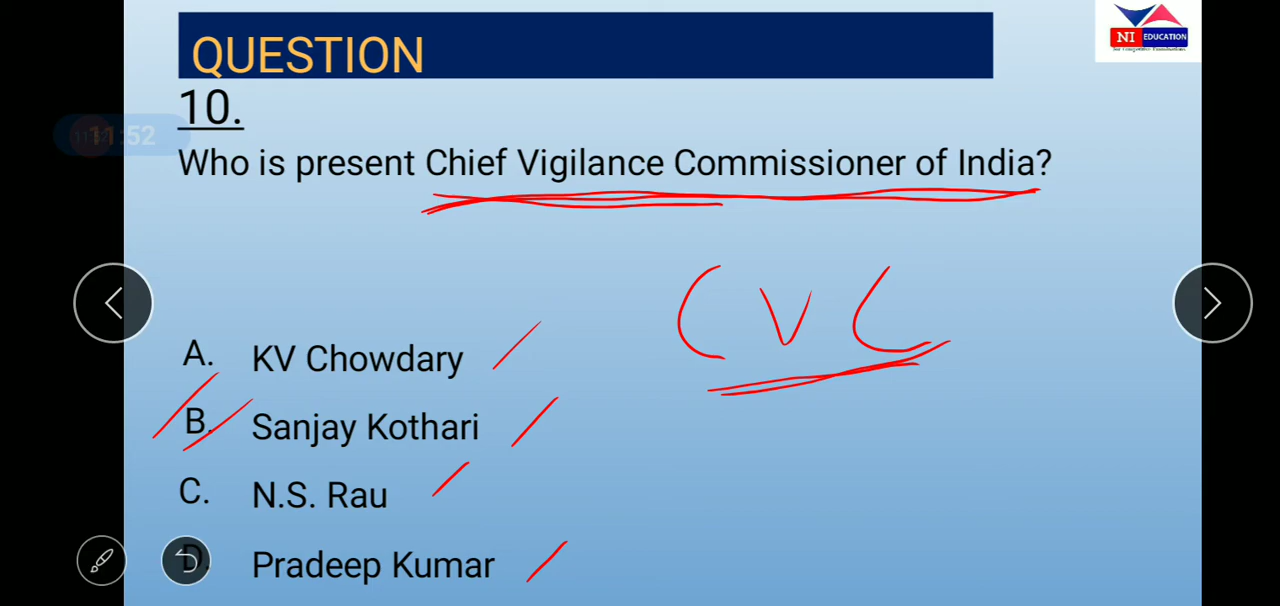 QUESTION
NI EDUCATION
10.
11:52
Who is present Chief Vigilance Commissioner of India?
CVC
A. KV Chowdary
B. Sanjay Kothari
C. N.S. Rau
D. Pradeep Kumar